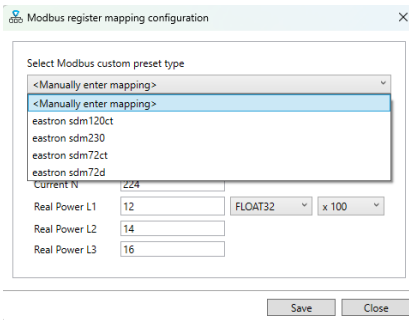 Modbus register mapping configuration
Select Modbus custom preset type
<Manually enter mapping>
<Manually enter mapping>
eastron sdm120ct
eastron sdm230
eastron sdm72ct
eastron sdm72d
Current N 224
Real Power L1 12 FLOAT32 x 100
Real Power L2 14
Real Power L3 16
Save Close